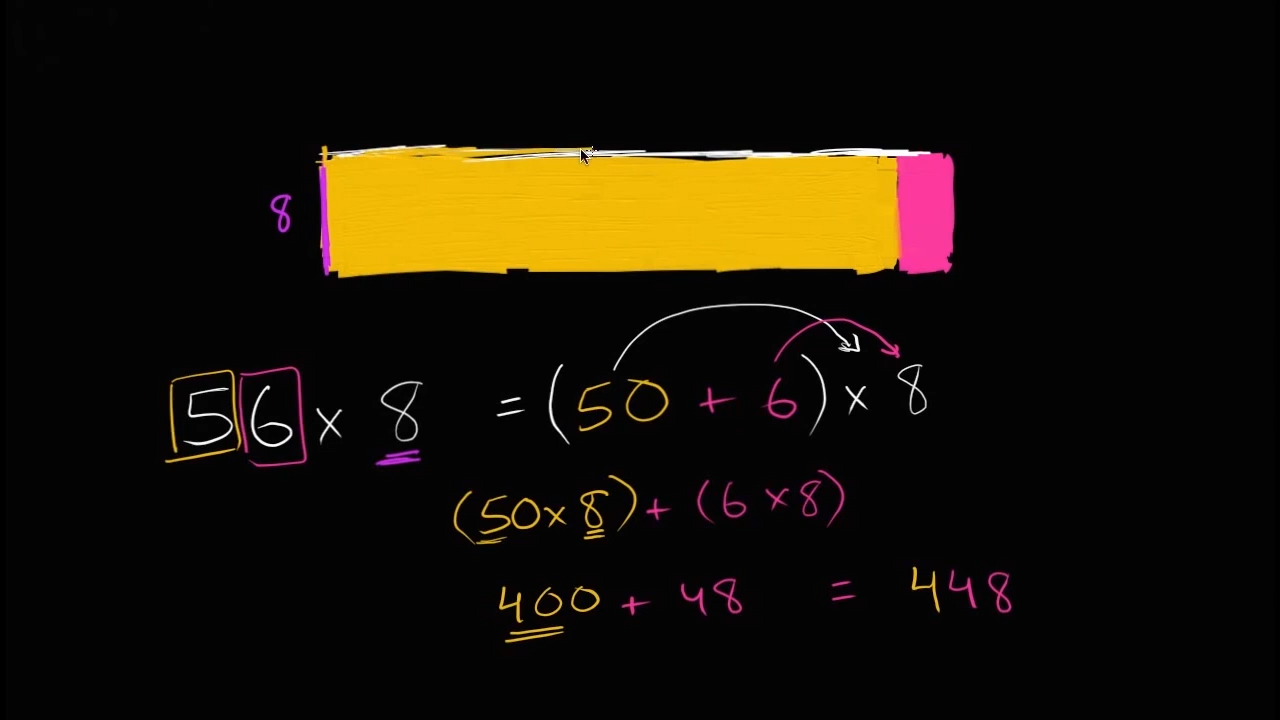 8
56 x 8 = (50 + 6) x 8
(50x8) + (6x8)
400 + 48 = 448